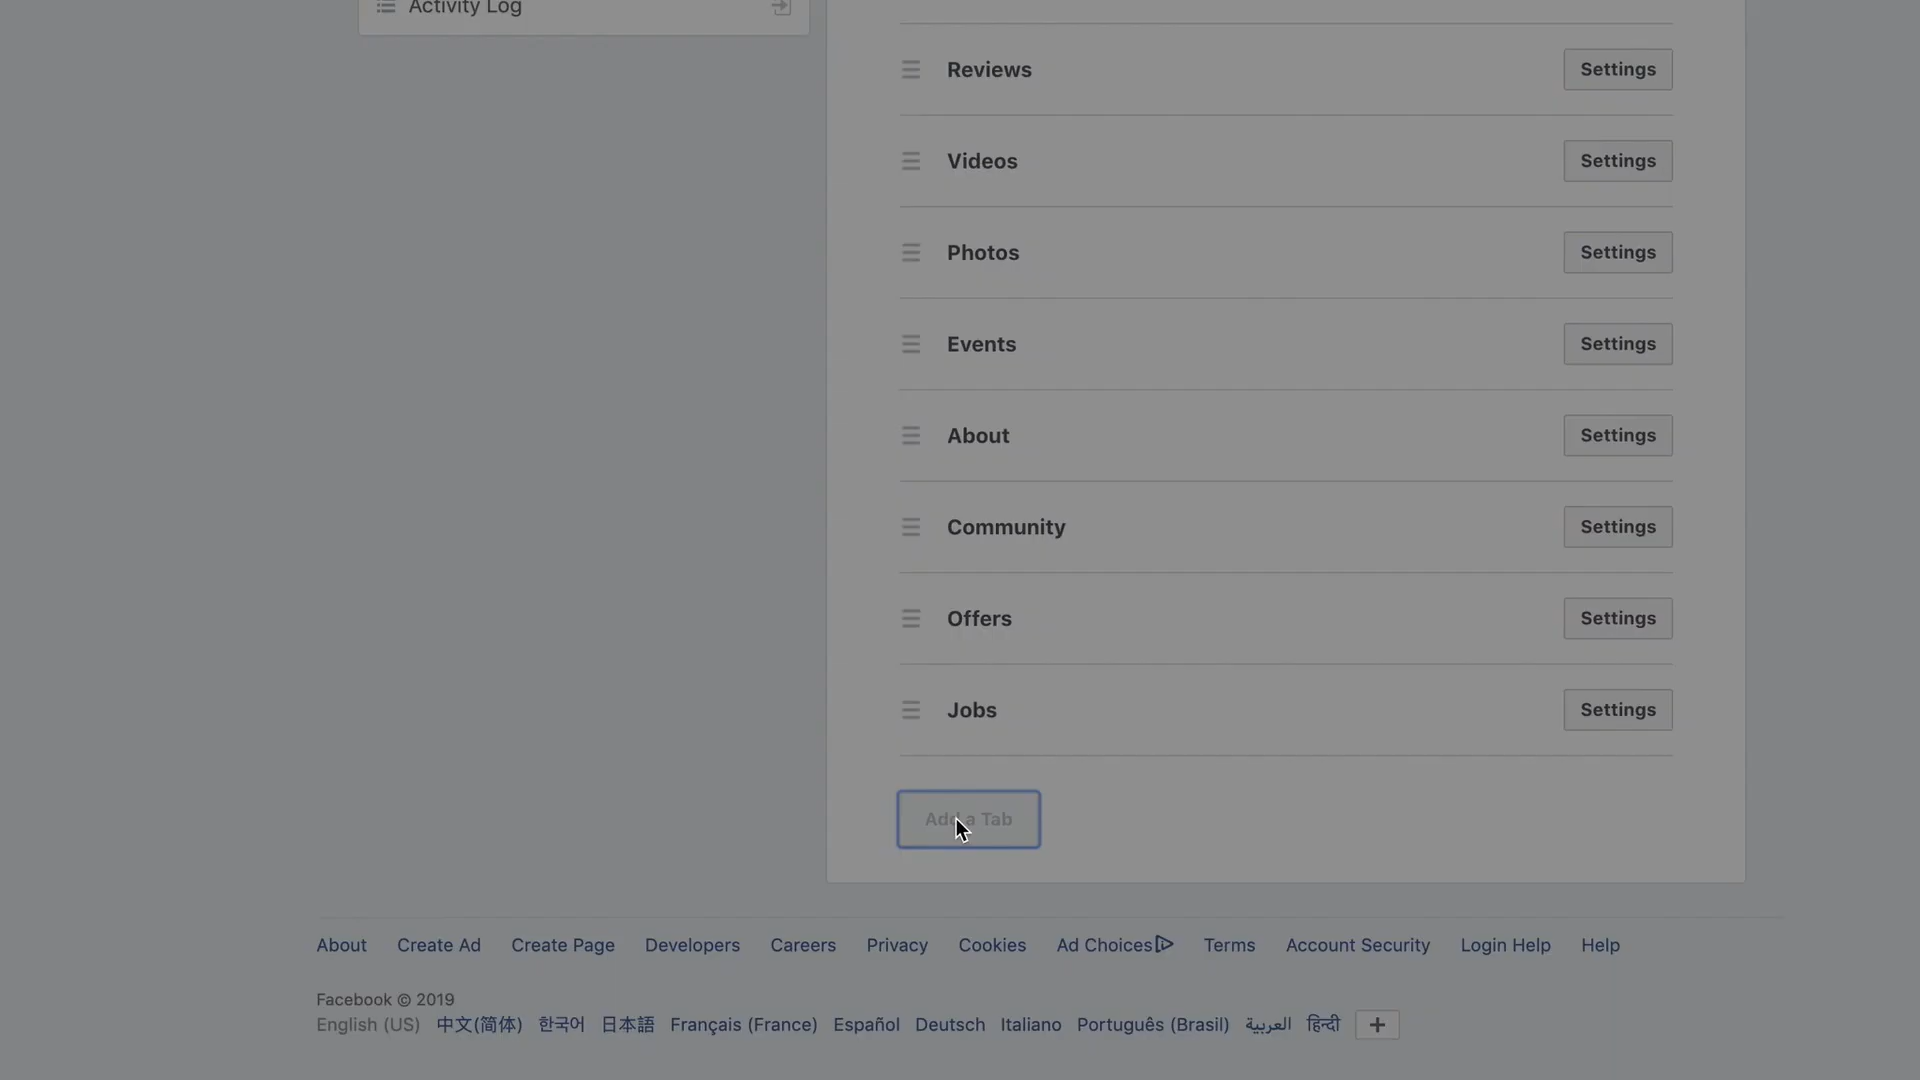 Activity Log
Reviews Settings
Videos Settings
Photos Settings
Events Settings
About Settings
Community Settings
Offers Settings
Jobs Settings
Add a Tab
About Create Ad Create Page Developers Careers Privacy Cookies Ad Choices Terms Account Security Login Help Help
Facebook © 2019
English (US) 中文(简体) 한국어 日本語 Français (France) Español Deutsch Italiano Português (Brasil) العربية हिन्दी +